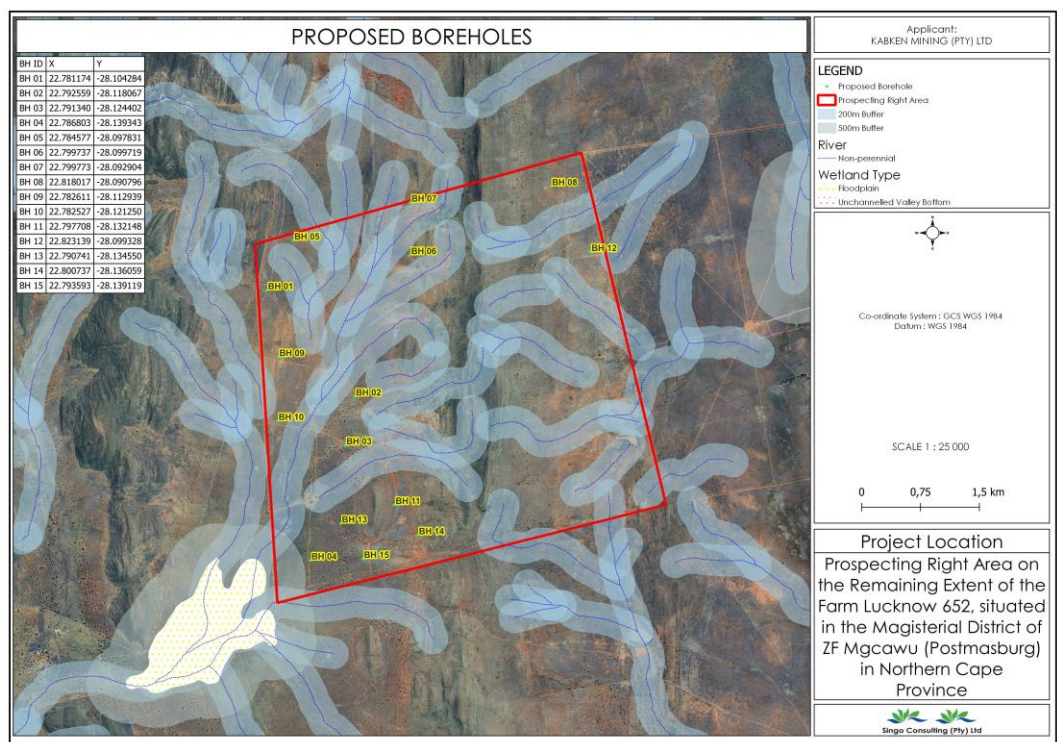 PROPOSED BOREHOLES
BH ID X Y
BH 01 22.781174 -28.104284
BH 02 22.792559 -28.118067
BH 03 22.791340 -28.124402
BH 04 22.786803 -28.139343
BH 05 22.784577 -28.097831
BH 06 22.799737 -28.099719
BH 07 22.799773 -28.092904
BH 08 22.818017 -28.090796
BH 09 22.782611 -28.112939
BH 10 22.782527 -28.121250
BH 11 22.797708 -28.132148
BH 12 22.823139 -28.099328
BH 13 22.790741 -28.134550
BH 14 22.800737 -28.136059
BH 15 22.793593 -28.139119
BH 08
BH 07
BH 05
BH 12
BH 06
BH 01
BH 09
BH 02
BH 10
BH 03
BH 11
BH 13
BH 14
BH 04
BH 15
Applicant:
KABKEN MINING (PTY) LTD
LEGEND
Proposed Borehole
Prospecting Right Area
200m Buffer
500m Buffer
River
Non-perennial
Wetland Type
Floodplain
Unchannelled Valley Bottom
Co-ordinate System : GCS WGS 1984
Datum : WGS 1984
SCALE 1 : 25 000
0 0,75 1,5 km
Project Location
Prospecting Right Area on
the Remaining Extent of the
Farm Lucknow 652, situated
in the Magisterial District of
ZF Mgcawu (Postmasburg)
in Northern Cape
Province
Singo Consulting (Pty) Ltd